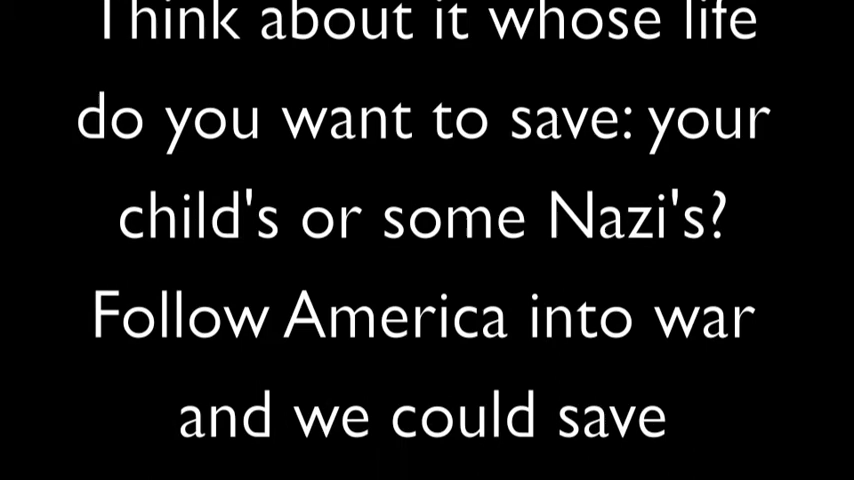 Think about it whose life
do you want to save: your
child's or some Nazi's?
Follow America into war
and we could save